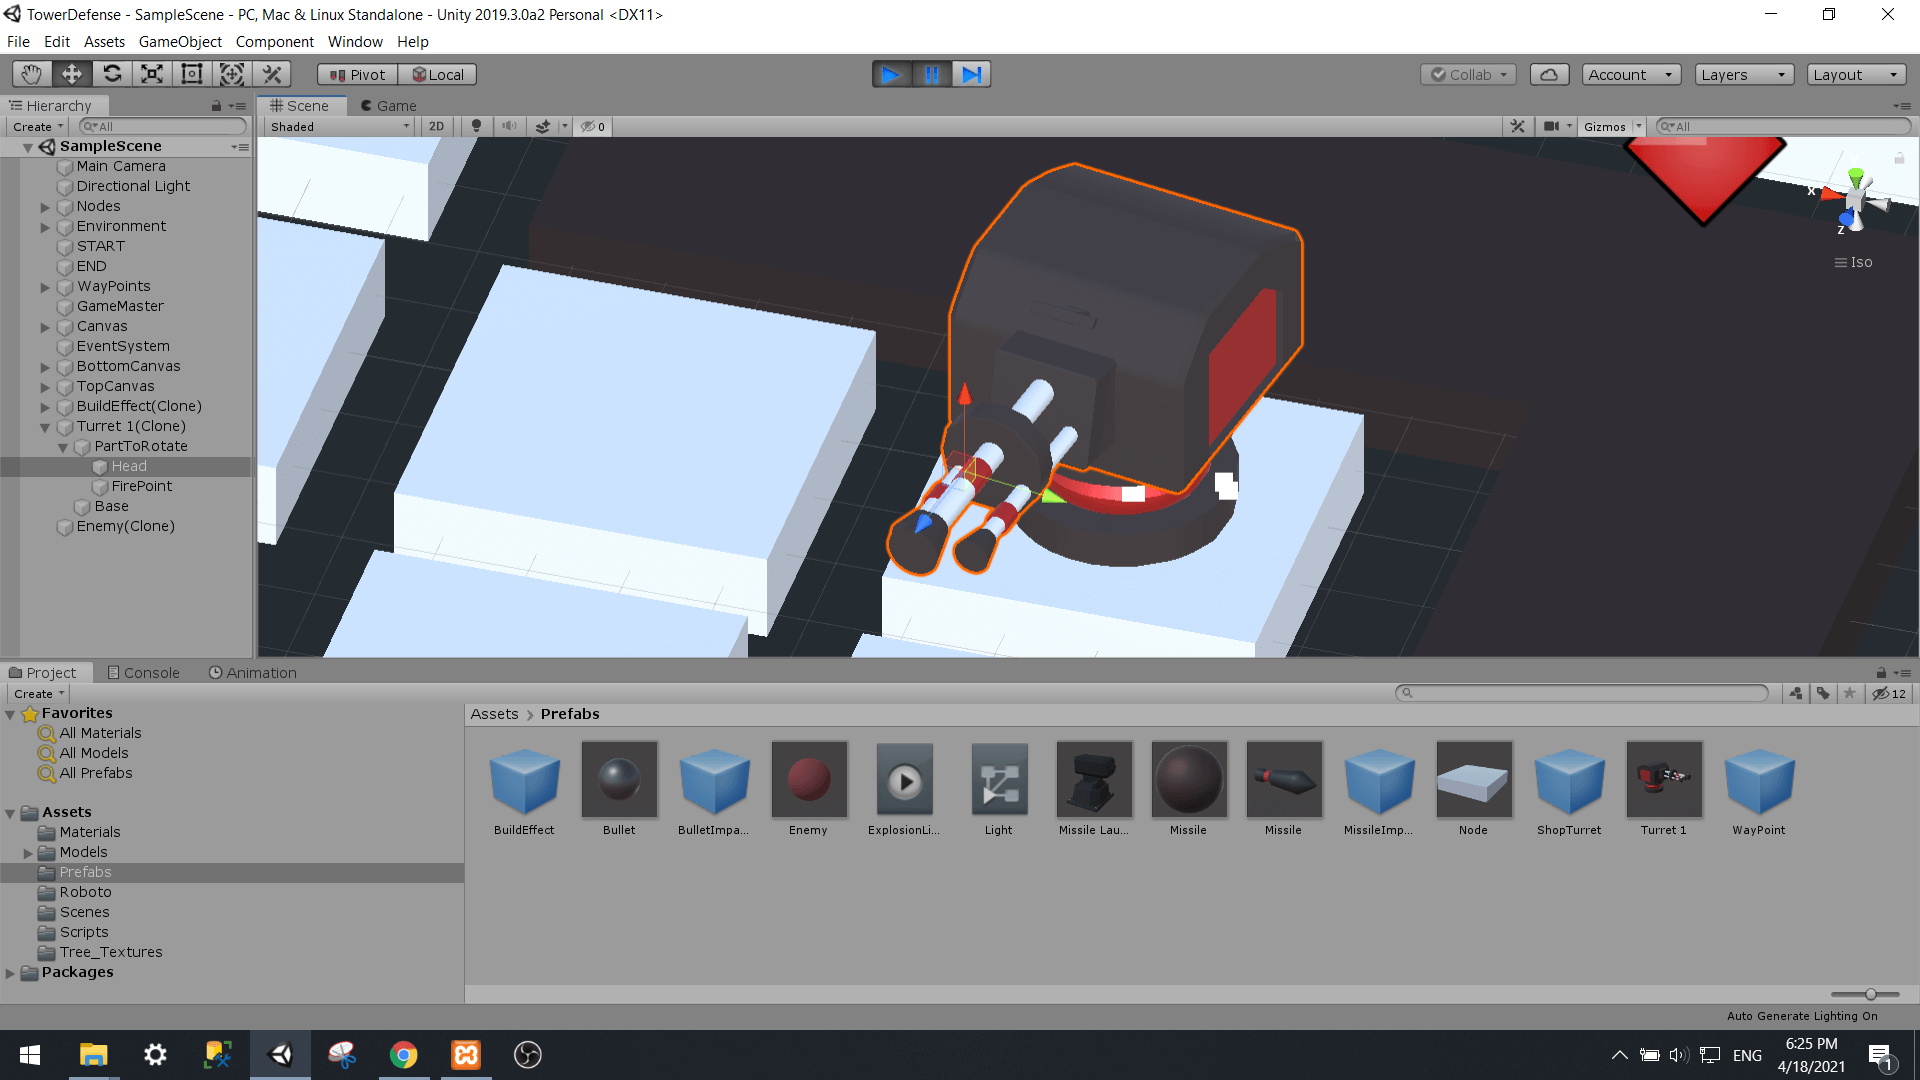 TowerDefense - SampleScene - PC, Mac & Linux Standalone - Unity 2019.3.0a2 Personal <DX11>
File Edit Assets GameObject Component Window Help
Pivot Local Collab Account Layers Layout
Hierarchy Scene Game
Create All Shaded 2D 0 Gizmos All
SampleScene
Main Camera
Directional Light
Nodes
Environment
START
END
WayPoints
GameMaster
Canvas
EventSystem
BottomCanvas
TopCanvas
BuildEffect(Clone)
Turret 1(Clone)
PartToRotate
Head
FirePoint
Base
Enemy(Clone)
x
z
Iso
Project Console Animation
Create 12
Favorites
All Materials
All Models
All Prefabs
Assets
Materials
Models
Prefabs
Roboto
Scenes
Scripts
Tree_Textures
Packages
Assets > Prefabs
BuildEffect Bullet BulletImpa... Enemy ExplosionLi... Light Missile Lau... Missile Missile MissileImp... Node ShopTurret Turret 1 WayPoint
Auto Generate Lighting On
ENG
6:25 PM
4/18/2021
1